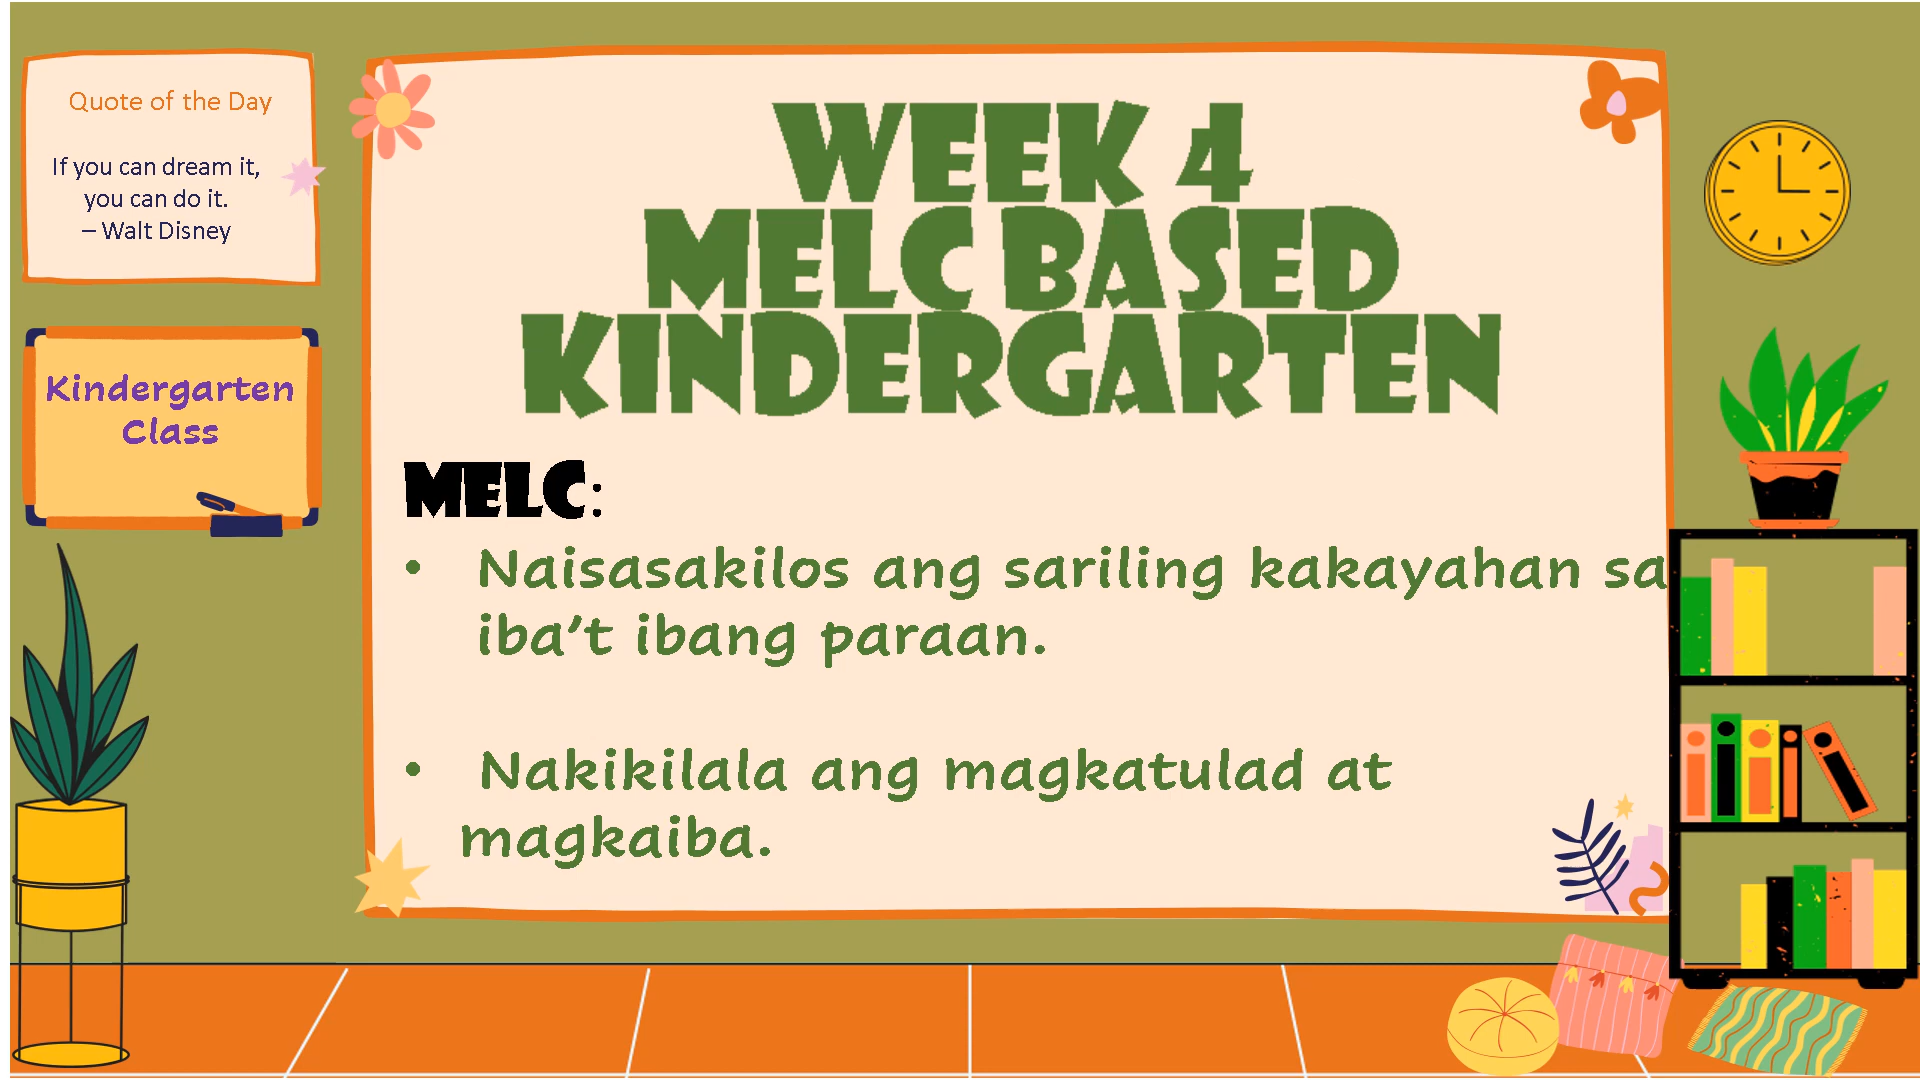 Quote of the Day
If you can dream it,
you can do it.
– Walt Disney
Kindergarten
Class
WEEK 4
MELC BASED
KINDERGARTEN
MELC:
• Naisasakilos ang sariling kakayahan sa
iba’t ibang paraan.
• Nakikilala ang magkatulad at
magkaiba.